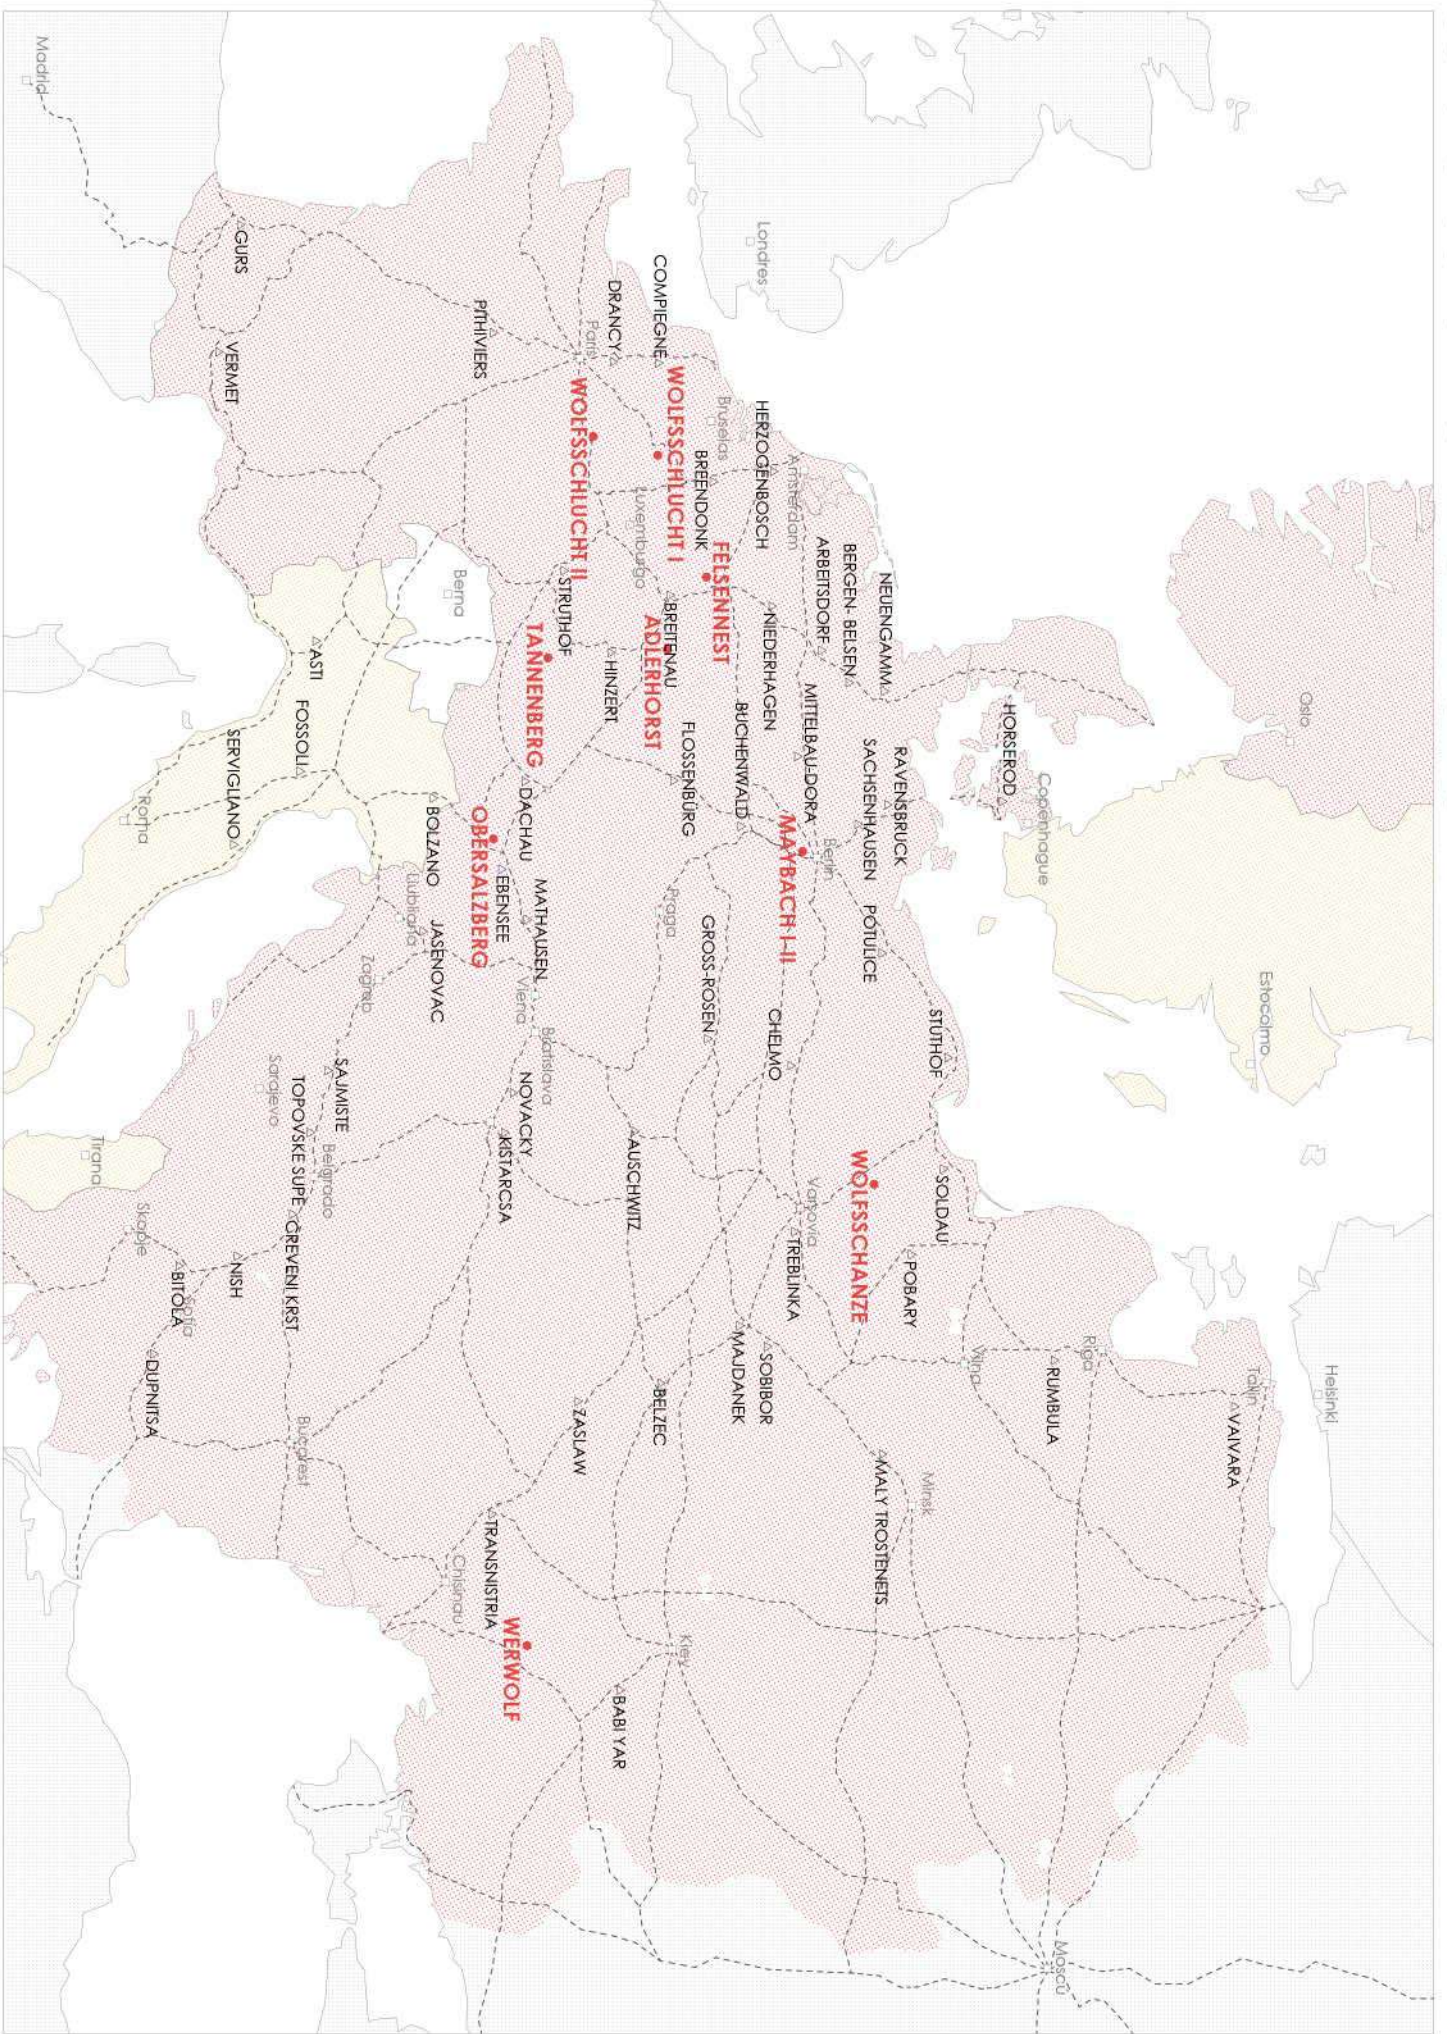 Helsinki
Oslo
Estocolmo
Tallin
VAIVARA
Riga
RUMBULA
Moscú
Copenhague
HORSEROD
Vilna
SOLDAU
STUTHOF
Minsk
POBARY
RAVENSBRUCK
NEUENGAMM
MALY TROSTENETS
SACHSENHAUSEN
POTULICE
WOLFSSCHANZE
BERGEN- BELSEN
Berlin
ARBEITSDORF
Varsovia
MITTELBAU-DORA
Amsterdam
TREBLINKA
MAYBACH I-II
CHELMO
NIEDERHAGEN
SOBIBOR
Londres
HERZOGENBOSCH
BUCHENWALD
MAJDANEK
Bruselas
FELSENNEST
GROSS-ROSEN
BREENDONK
FLOSSENBÜRG
Kiev
WOLFSSCHLUCHT I
Praga
BREITENAU
COMPIEGNE
BELZEC
ADLERHORST
Luxemburgo
AUSCHWITZ
BABI YAR
DRANCY
HINZERT
Paris
WOLFSSCHLUCHT II
ZASLAW
STRUTHOF
Bratislava
MATHAUSEN
TANNENBERG
DACHAU
NOVACKY
Viena
WERWOLF
EBENSEE
KISTARCSA
TRANSNISTRIA
OBERSALZBERG
PITHIVIERS
Berna
Chisinau
JASENOVAC
BOLZANO
Liubliana
Zagreb
SAJMISTE
Belgrado
ASTI
FOSSOLI
TOPOVSKE SUPE
Bucarest
CREVENI KRST
Sarajevo
GURS
NISH
SERVIGLIANO
VERMET
Sofia
BITOLA
DUPNITSA
Roma
Skopje
Tirana
Madrid